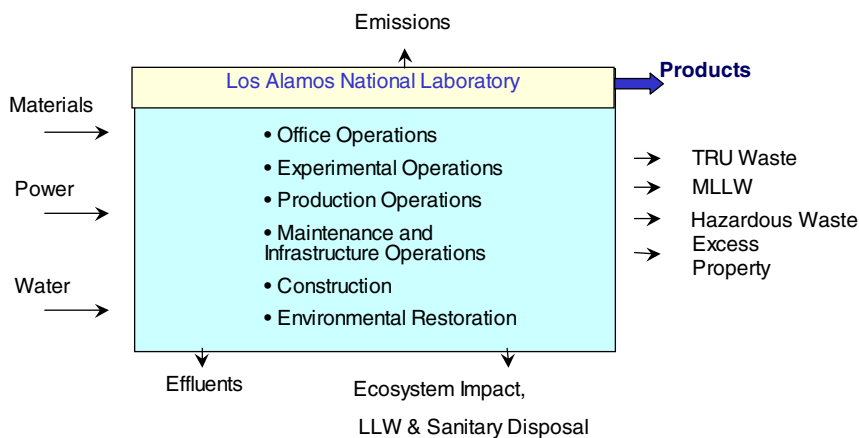 Emissions
Los Alamos National Laboratory
Products
Materials
Power
Water
• Office Operations
• Experimental Operations
• Production Operations
• Maintenance and
Infrastructure Operations
• Construction
• Environmental Restoration
TRU Waste
MLLW
Hazardous Waste
Excess
Property
Effluents
Ecosystem Impact,
LLW & Sanitary Disposal